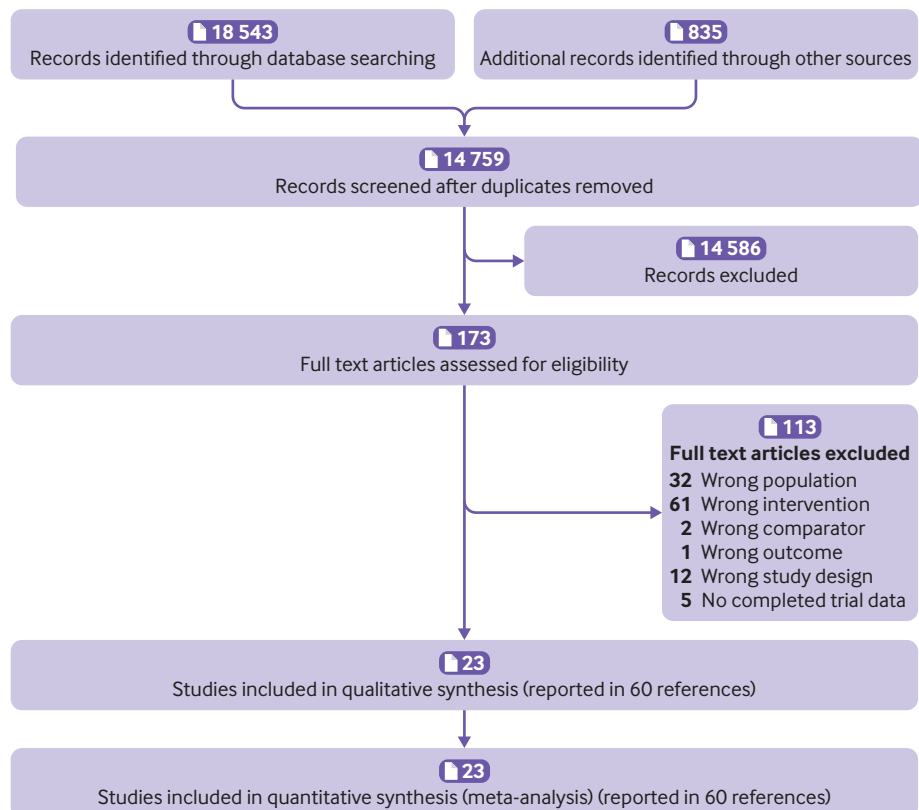 18 543
Records identified through database searching
835
Additional records identified through other sources
14 759
Records screened after duplicates removed
14 586
Records excluded
173
Full text articles assessed for eligibility
113
Full text articles excluded
32 Wrong population
61 Wrong intervention
2 Wrong comparator
1 Wrong outcome
12 Wrong study design
5 No completed trial data
23
Studies included in qualitative synthesis (reported in 60 references)
23
Studies included in quantitative synthesis (meta-analysis) (reported in 60 references)